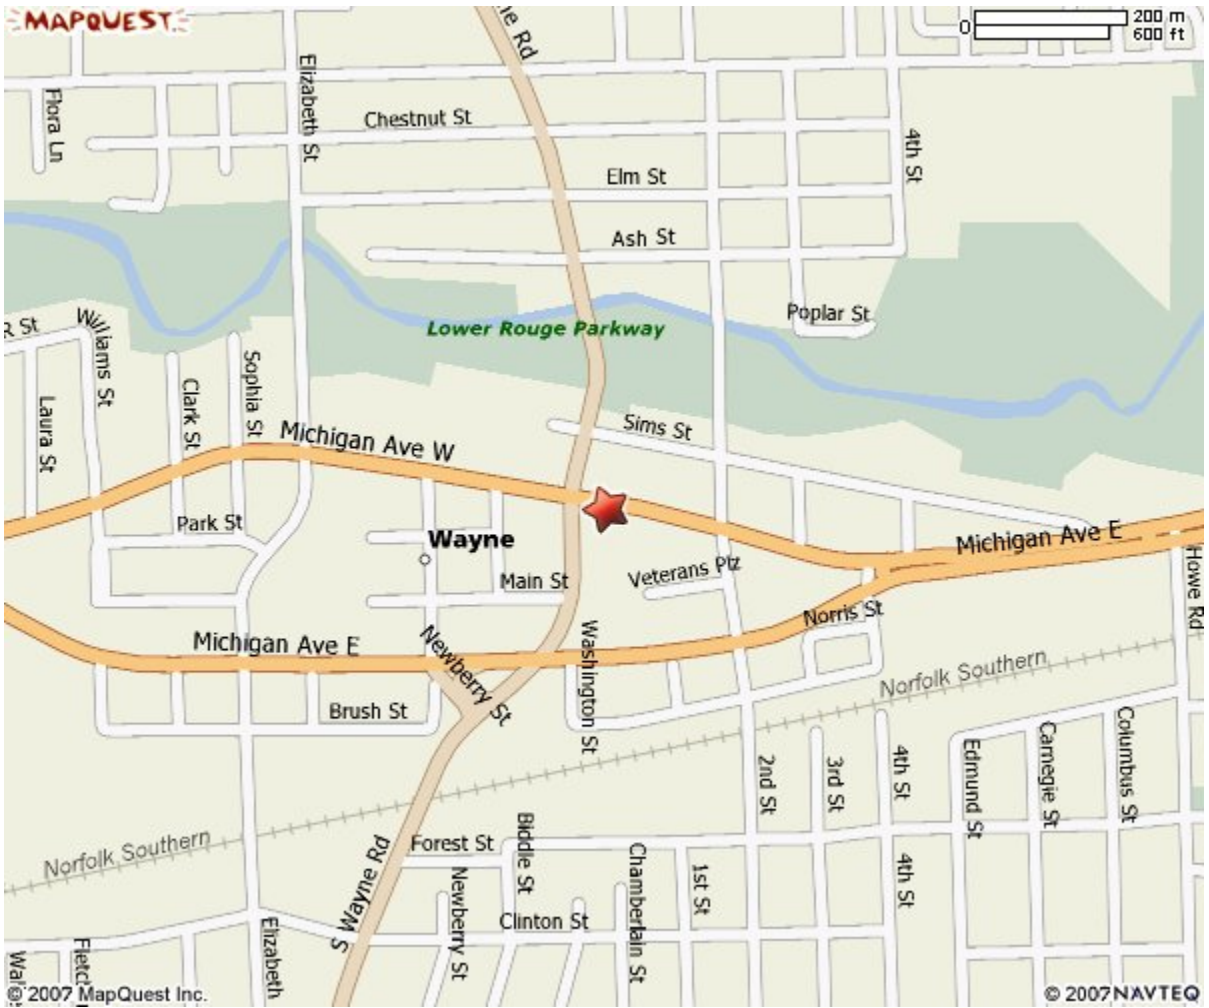 MAPQUEST
0
200 m
600 ft
le Rd
Flora Ln
Elizabeth St
Chestnut St
4th St
Elm St
Ash St
Poplar St
R St
Williams St
Lower Rouge Parkway
Laura St
Clark St
Sophia St
Michigan Ave W
Sims St
Park St
Wayne
Michigan Ave E
Main St
Veterans Plz
Howe Rd
Norris St
Michigan Ave E
Newberry St
Washington St
Norfolk Southern
Brush St
2nd St
3rd St
4th St
Edmund St
Carnegie St
Columbus St
Norfolk Southern
S Wayne Rd
Forest St
Biddle St
Newberry St
Chamberlain St
1st St
4th St
Clinton St
Elizabeth
Fletc
Wal
© 2007 MapQuest Inc.
© 2007 NAVTEQ